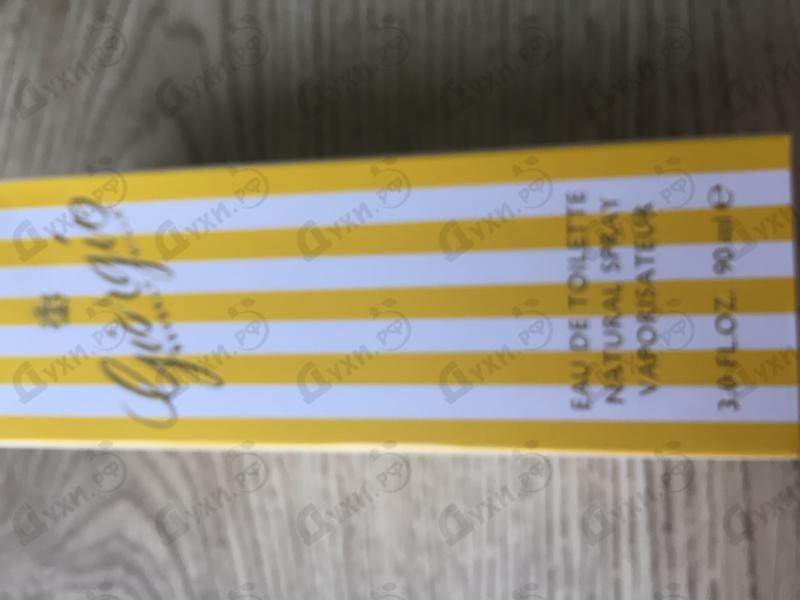 Giorgio
EAU DE TOILETTE
NATURAL SPRAY
VAPORISATEUR
3.0 FL.OZ. 90 ml e
Духи.рф